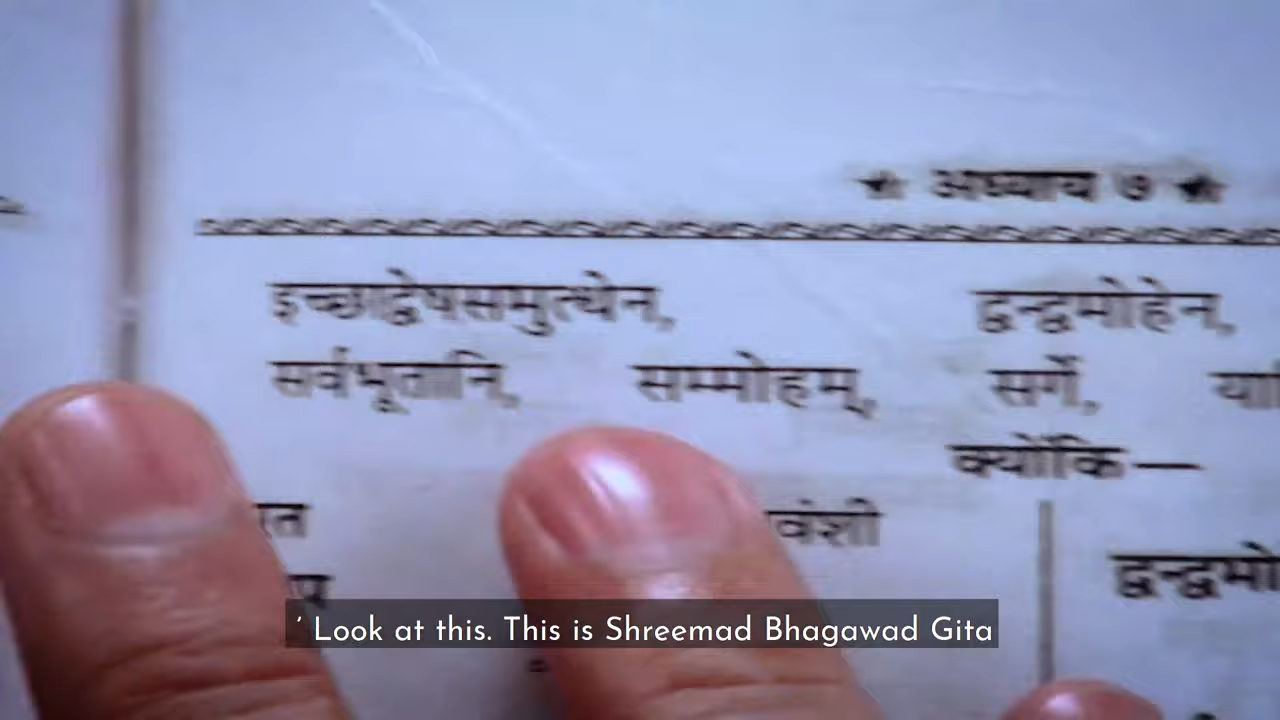 ★ अध्याय ७ ★
इच्छाद्वेषसमुत्थेन, द्वन्द्वमोहेन,
सर्वभूतानि, सम्मोहम्, सर्गे,
क्योंकि—
वंशी
’ Look at this. This is Shreemad Bhagawad Gita